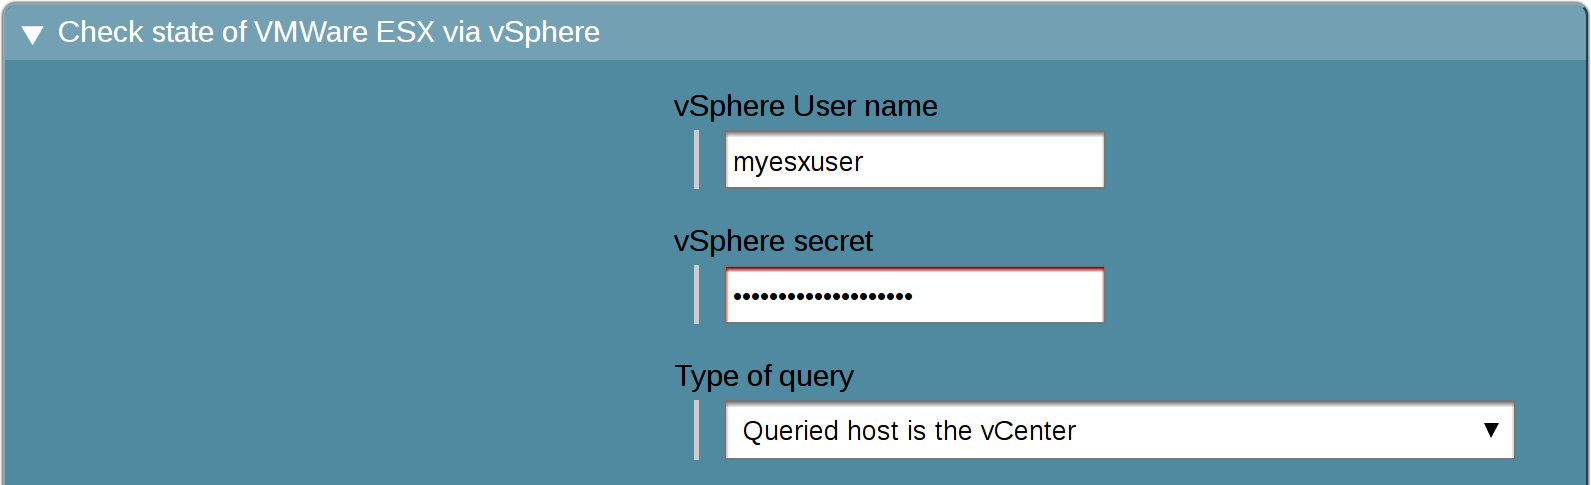 Check state of VMWare ESX via vSphere
vSphere User name
myesxuser
vSphere secret
••••••••••••••••••••
Type of query
Queried host is the vCenter